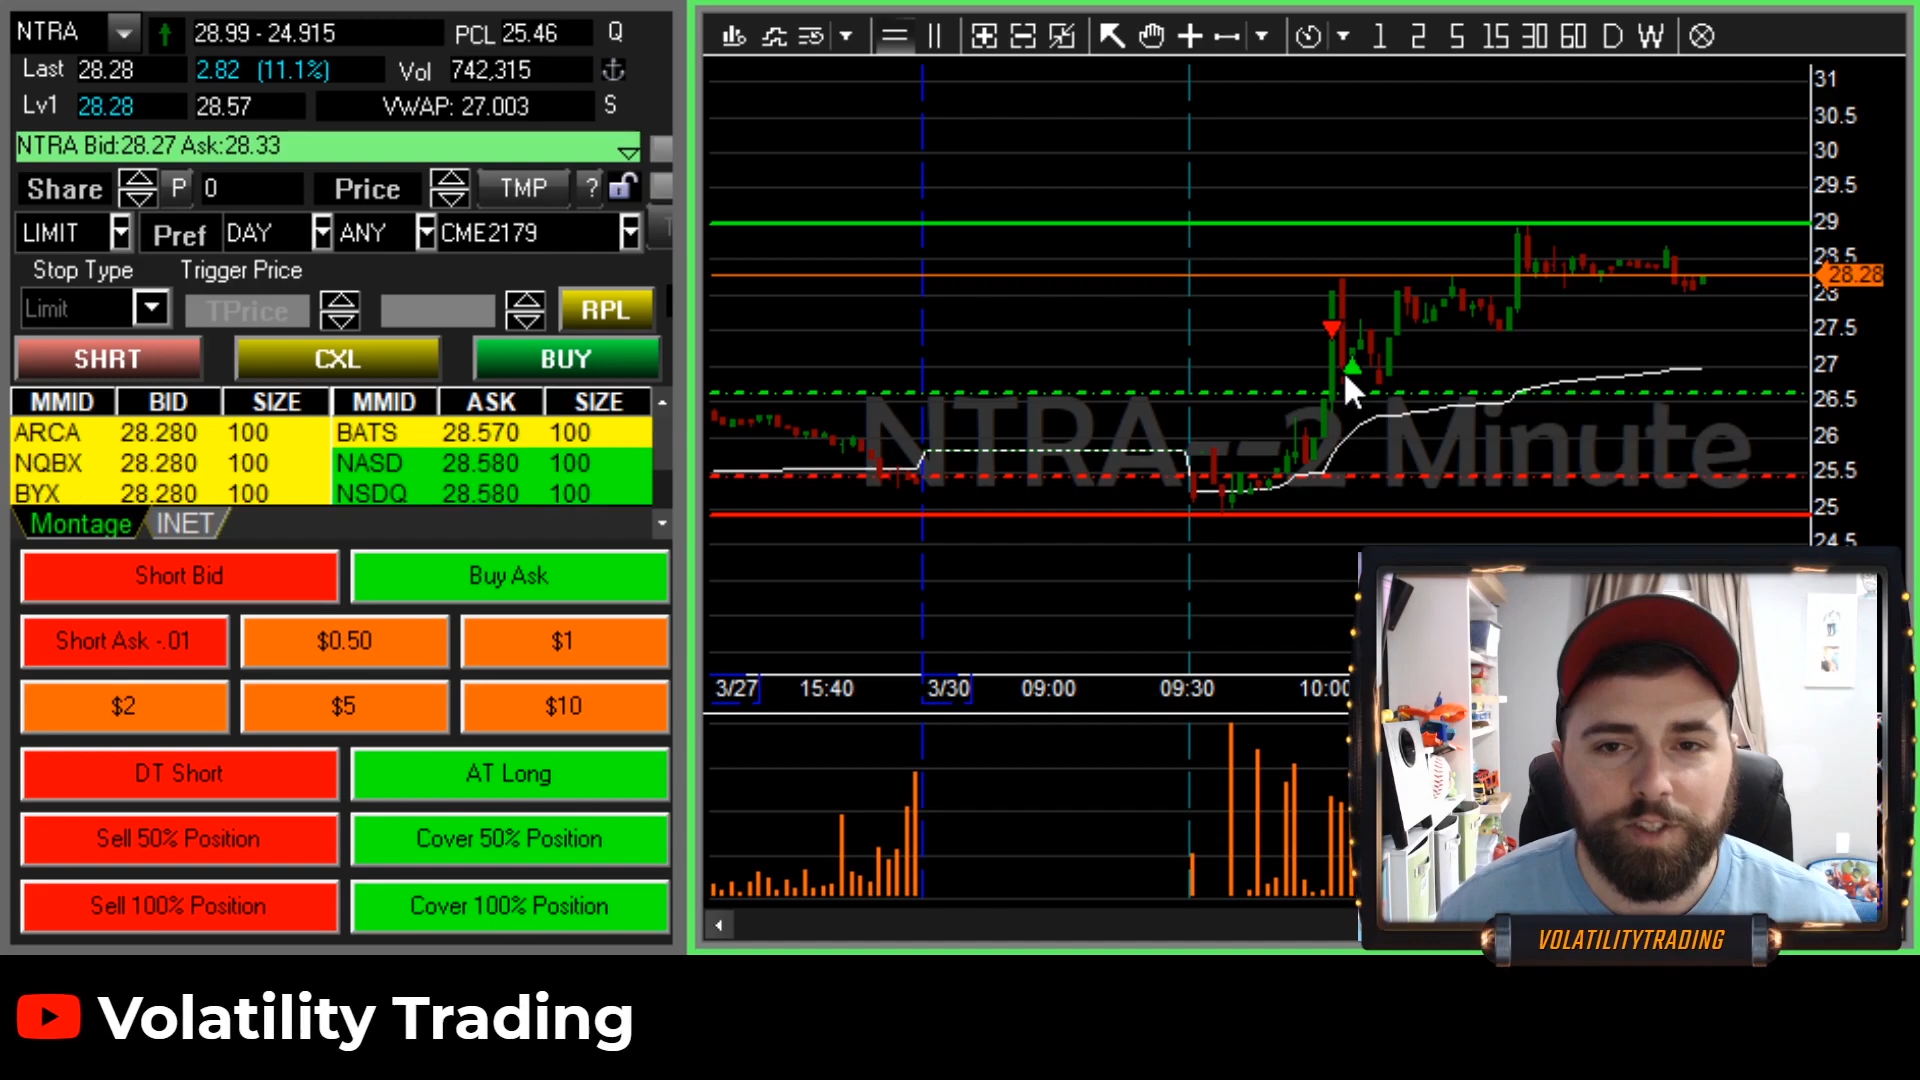 NTRA 28.99 - 24.915 PCL 25.46 Q
Last 28.28 2.82 (11.1%) Vol 742,315
Lv1 28.28 28.57 VWAP: 27.003 S
NTRA Bid:28.27 Ask:28.33
Share P 0 Price TMP ?
LIMIT Pref DAY ANY CME2179
Stop Type Trigger Price
Limit TPrice RPL
SHRT CXL BUY
MMID BID SIZE MMID ASK SIZE
ARCA 28.280 100 BATS 28.570 100
NQBX 28.280 100 NASD 28.580 100
BYX 28.280 100 NSDQ 28.580 100
Montage INET
Short Bid Buy Ask
Short Ask -.01 $0.50 $1
$2 $5 $10
DT Short AT Long
Sell 50% Position Cover 50% Position
Sell 100% Position Cover 100% Position
1 2 5 15 30 60 D W
31
30.5
30
29.5
29
28.5
28.28
28
27.5
27
26.5
26
25.5
25
24.5
NTRA--2 Minute
3/27 15:40 3/30 09:00 09:30 10:00
VOLATILITYTRADING
Volatility Trading